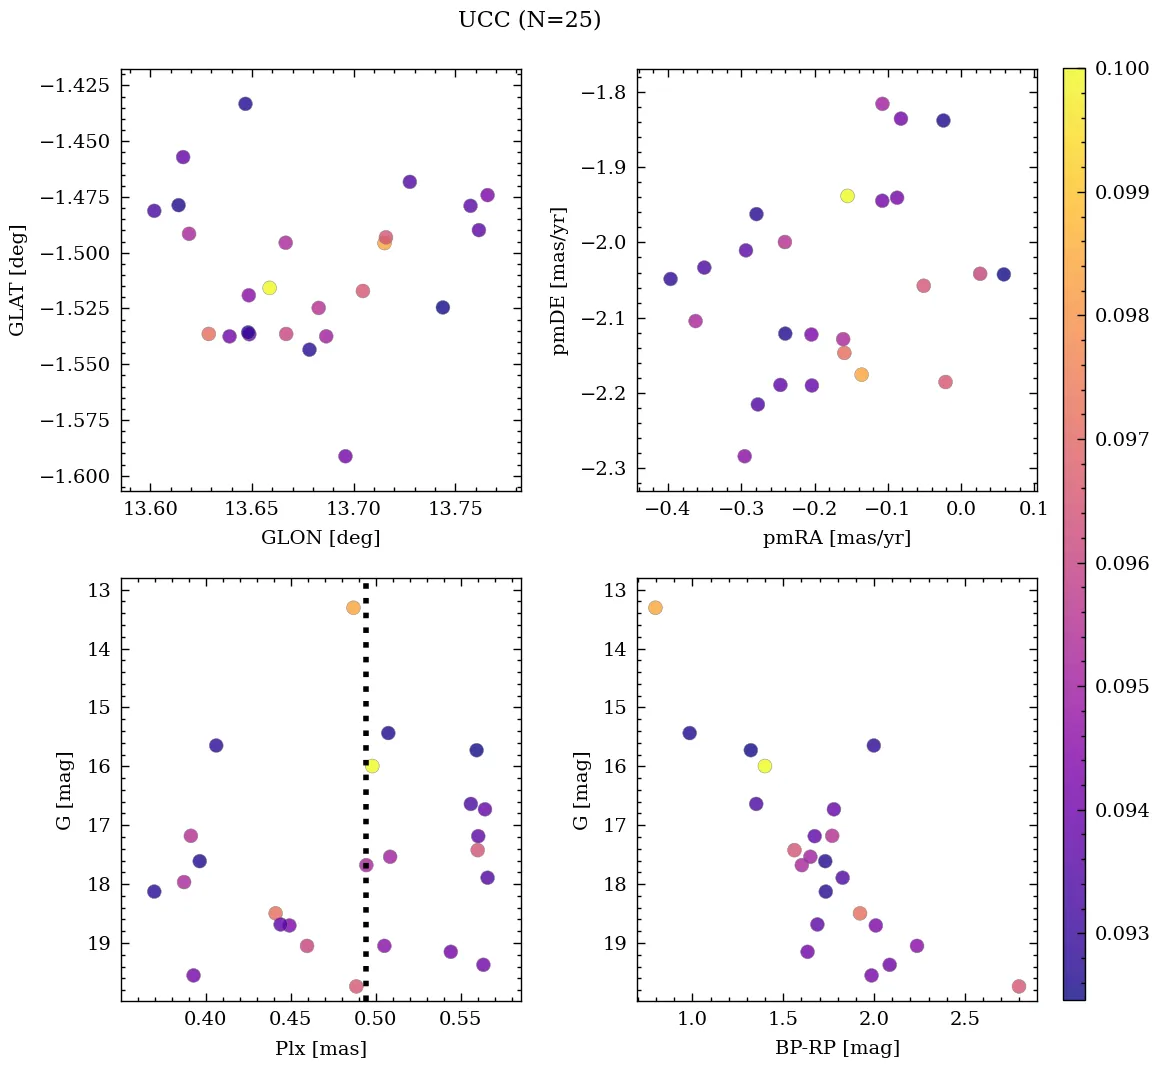 UCC (N=25)
−1.425
−1.450
−1.475
−1.500
−1.525
−1.550
−1.575
−1.600
GLAT [deg]
13.60 13.65 13.70 13.75
GLON [deg]
−1.8
−1.9
−2.0
−2.1
−2.2
−2.3
pmDE [mas/yr]
−0.4 −0.3 −0.2 −0.1 0.0 0.1
pmRA [mas/yr]
13
14
15
16
17
18
19
G [mag]
0.40 0.45 0.50 0.55
Plx [mas]
G [mag]
13
14
15
16
17
18
19
1.0 1.5 2.0 2.5
BP-RP [mag]
0.100
0.099
0.098
0.097
0.096
0.095
0.094
0.093